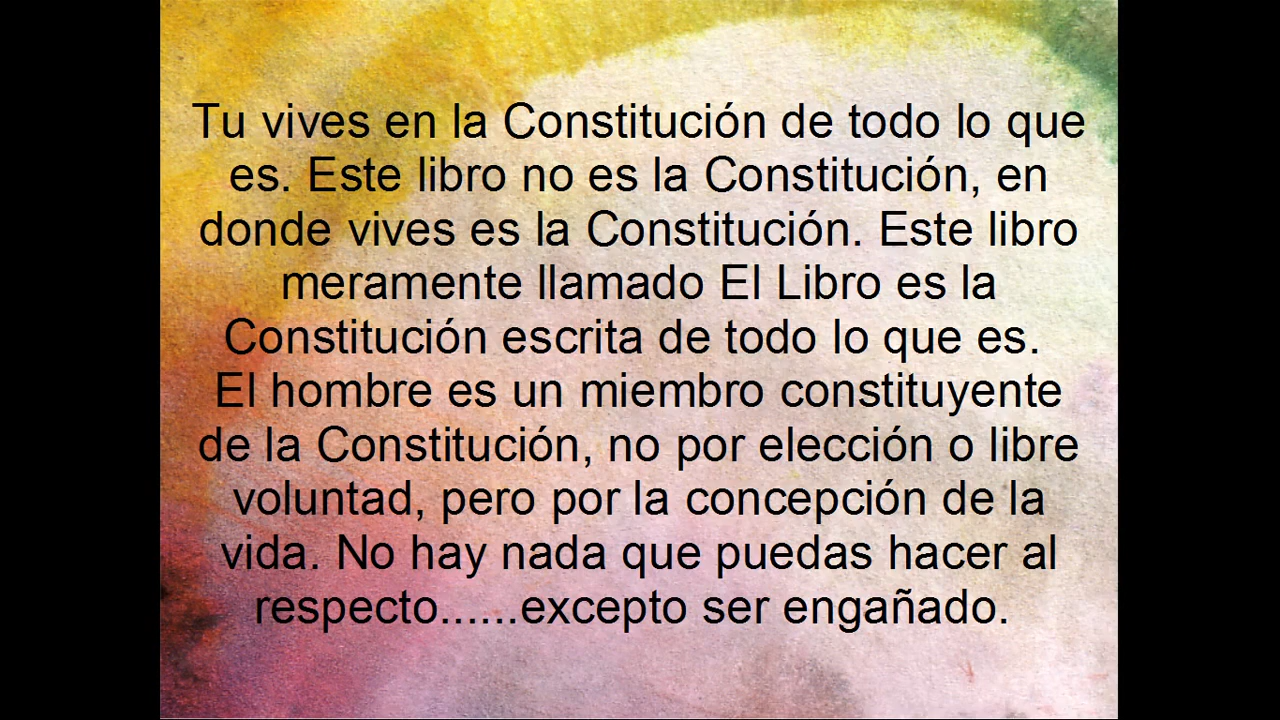 Tu vives en la Constitución de todo lo que
es. Este libro no es la Constitución, en
donde vives es la Constitución. Este libro
meramente llamado El Libro es la
Constitución escrita de todo lo que es.
El hombre es un miembro constituyente
de la Constitución, no por elección o libre
voluntad, pero por la concepción de la
vida. No hay nada que puedas hacer al
respecto......excepto ser engañado.